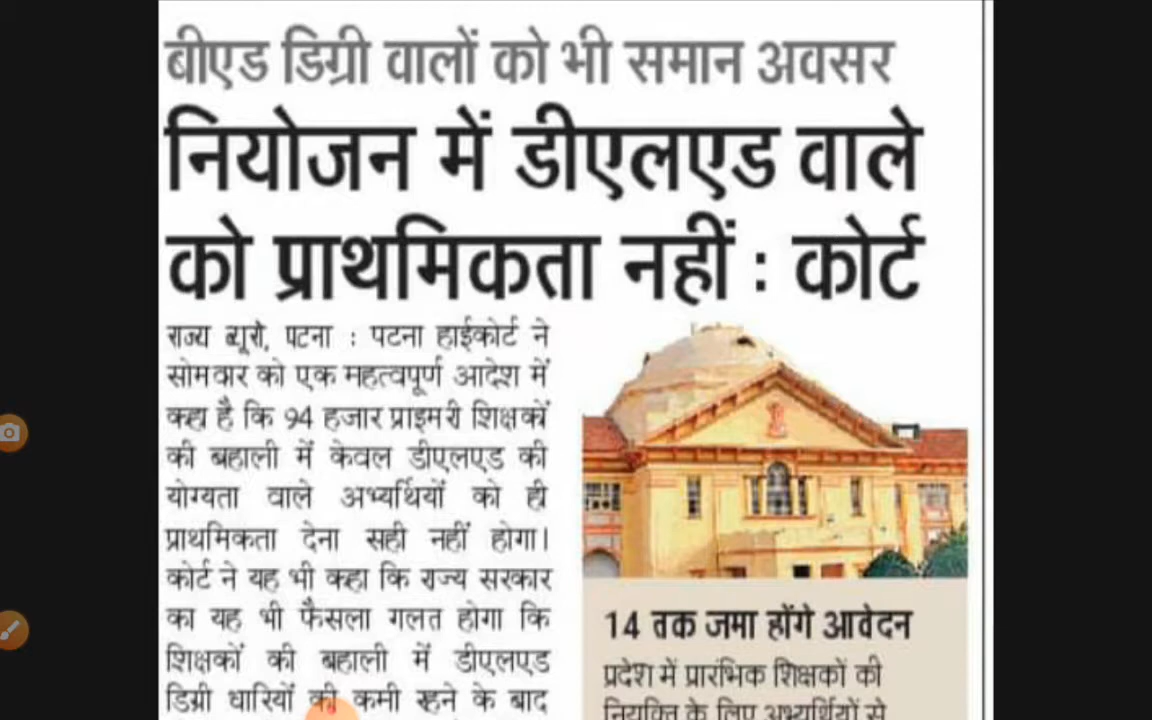 बीएड डिग्री वालों को भी समान अवसर
नियोजन में डीएलएड वाले
को प्राथमिकता नहीं : कोर्ट
राज्य ब्यूरो, पटना : पटना हाईकोर्ट ने
सोमवार को एक महत्वपूर्ण आदेश में
कहा है कि 94 हजार प्राइमरी शिक्षकों
की बहाली में केवल डीएलएड की
योग्यता वाले अभ्यर्थियों को ही
प्राथमिकता देना सही नहीं होगा।
कोर्ट ने यह भी कहा कि राज्य सरकार
का यह भी फैसला गलत होगा कि
शिक्षकों की बहाली में डीएलएड
डिग्री धारियों की कमी रहने के बाद
14 तक जमा होंगे आवेदन
प्रदेश में प्रारंभिक शिक्षकों की
नियुक्ति के लिए अभ्यर्थियों से